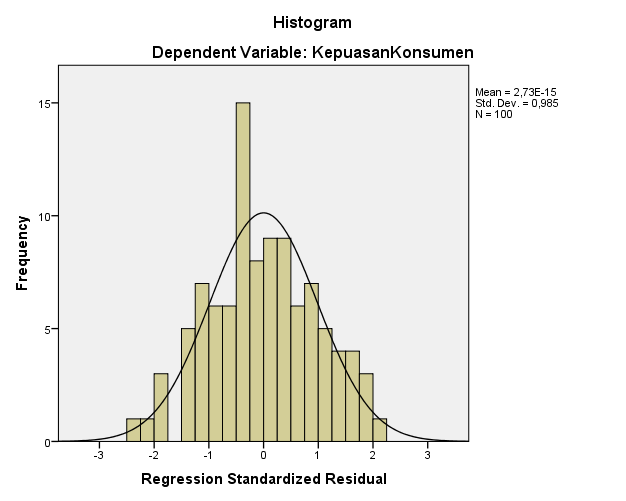 Histogram
Dependent Variable: KepuasanKonsumen
Mean = 2,73E-15
Std. Dev. = 0,985
N = 100
Frequency
15
10
5
0
-3 -2 -1 0 1 2 3
Regression Standardized Residual